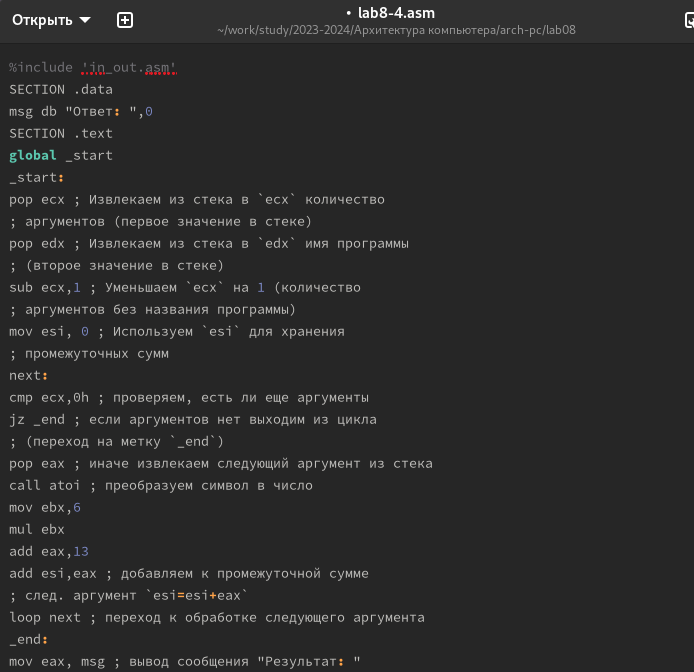 Открыть
• lab8-4.asm
~/work/study/2023-2024/Архитектура компьютера/arch-pc/lab08
%include 'in_out.asm'
SECTION .data
msg db "Ответ: ",0
SECTION .text
global _start
_start:
pop ecx ; Извлекаем из стека в `ecx` количество
; аргументов (первое значение в стеке)
pop edx ; Извлекаем из стека в `edx` имя программы
; (второе значение в стеке)
sub ecx,1 ; Уменьшаем `ecx` на 1 (количество
; аргументов без названия программы)
mov esi, 0 ; Используем `esi` для хранения
; промежуточных сумм
next:
cmp ecx,0h ; проверяем, есть ли еще аргументы
jz _end ; если аргументов нет выходим из цикла
; (переход на метку `_end`)
pop eax ; иначе извлекаем следующий аргумент из стека
call atoi ; преобразуем символ в число
mov ebx,6
mul ebx
add eax,13
add esi,eax ; добавляем к промежуточной сумме
; след. аргумент `esi=esi+eax`
loop next ; переход к обработке следующего аргумента
_end:
mov eax, msg ; вывод сообщения "Результат: "